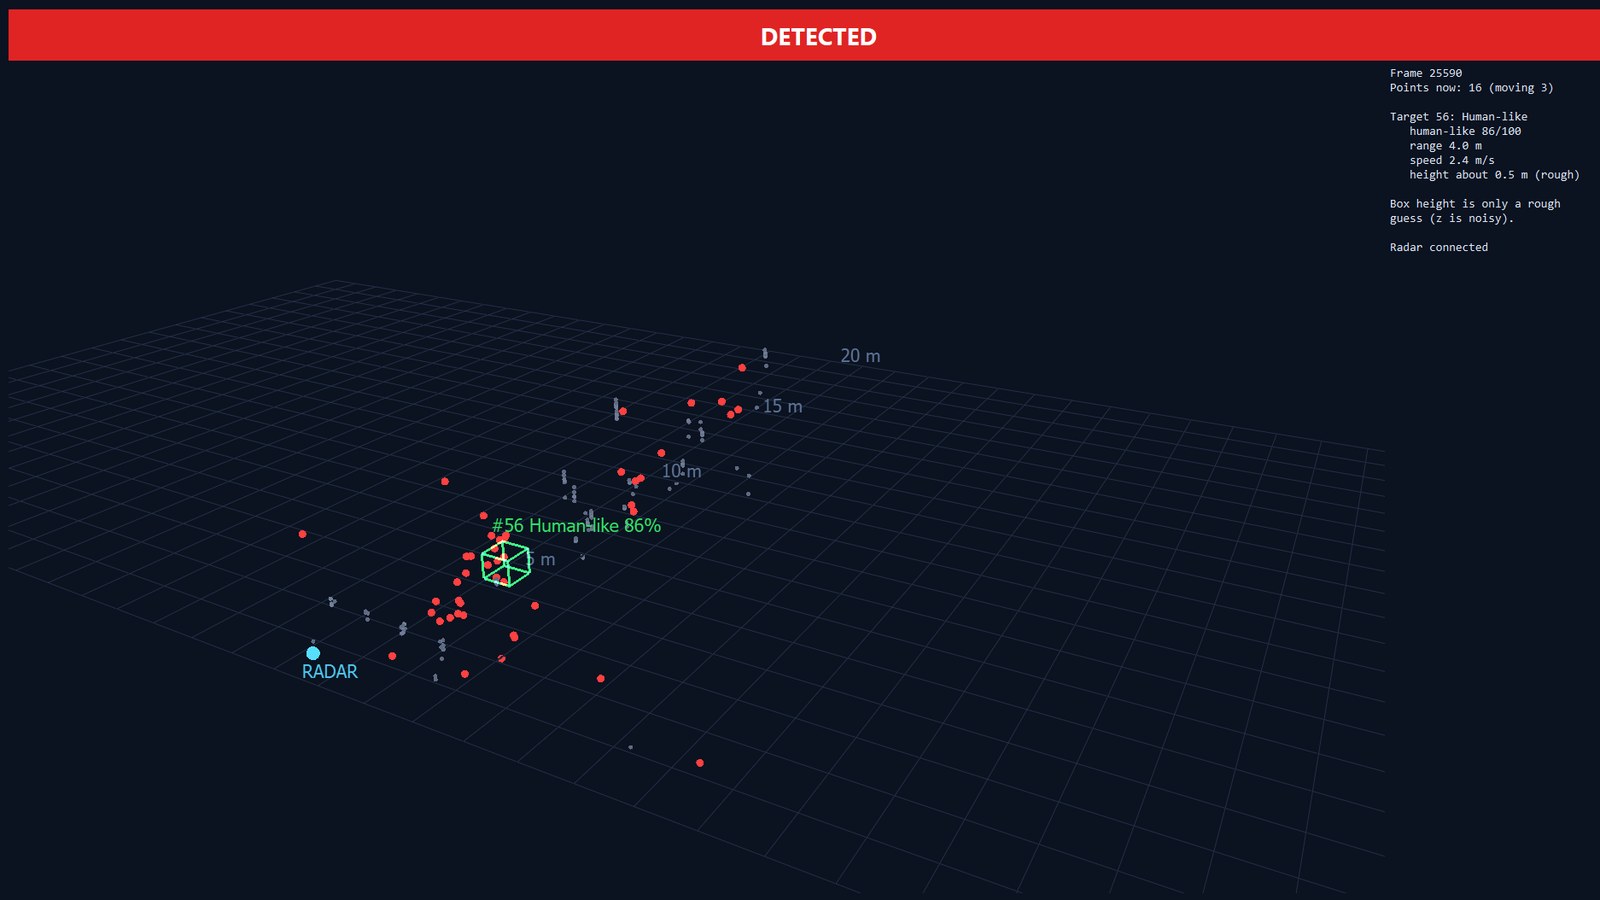 DETECTED
Frame 25590
Points now: 16 (moving 3)
Target 56: Human-like
human-like 86/100
range 4.0 m
speed 2.4 m/s
height about 0.5 m (rough)
Box height is only a rough
guess (z is noisy).
Radar connected
20 m
15 m
10 m
#56 Human-like 86%
5 m
RADAR